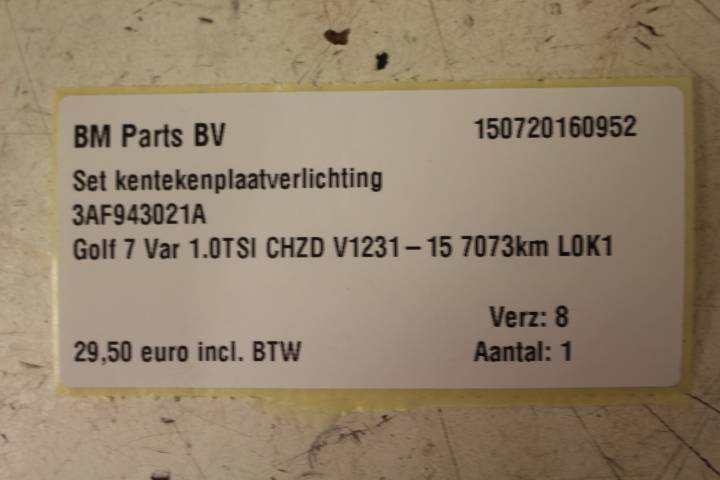 BM Parts BV 150720160952
Set kentekenplaatverlichting
3AF943021A
Golf 7 Var 1.0TSI CHZD V1231-15 7073km L0K1
Verz: 8
29,50 euro incl. BTW Aantal: 1